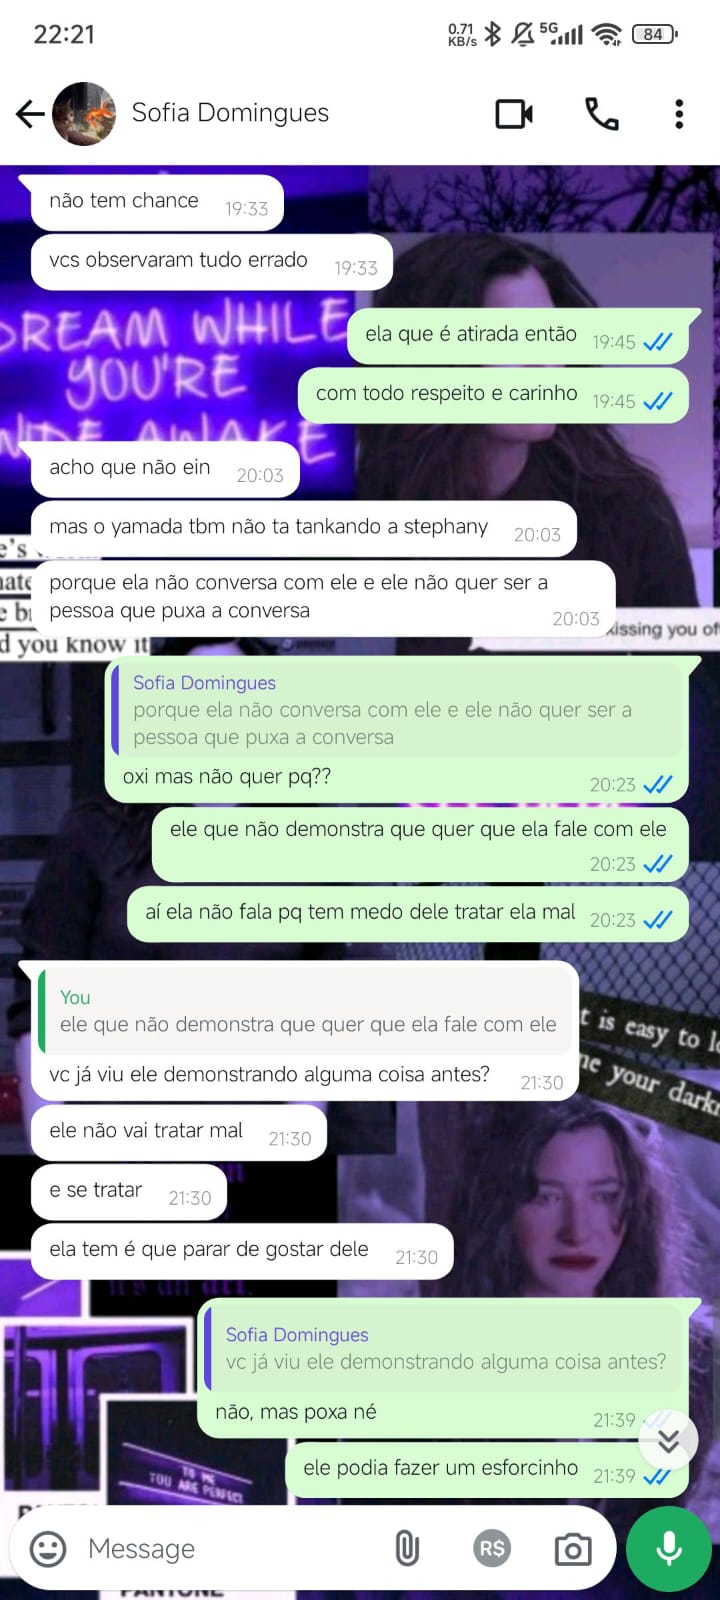 22:21
0.71
KB/s
5G
84
Sofia Domingues
não tem chance 19:33
vcs observaram tudo errado 19:33
DREAM WHILE
YOU'RE
WIDE AWAKE
ela que é atirada então 19:45
com todo respeito e carinho 19:45
acho que não ein 20:03
mas o yamada tbm não ta tankando a stephany 20:03
porque ela não conversa com ele e ele não quer ser a
pessoa que puxa a conversa 20:03
kissing you of
d you know it
Sofia Domingues
porque ela não conversa com ele e ele não quer ser a
pessoa que puxa a conversa
oxi mas não quer pq?? 20:23
ele que não demonstra que quer que ela fale com ele
20:23
aí ela não fala pq tem medo dele tratar ela mal 20:23
You
ele que não demonstra que quer que ela fale com ele
vc já viu ele demonstrando alguma coisa antes? 21:30
t is easy to l
me your dark
ele não vai tratar mal 21:30
e se tratar 21:30
ela tem é que parar de gostar dele 21:30
Sofia Domingues
vc já viu ele demonstrando alguma coisa antes?
não, mas poxa né 21:39
ele podia fazer um esforcinho 21:39
TO ME
YOU ARE PERFECT
Message
R$
PANTONE